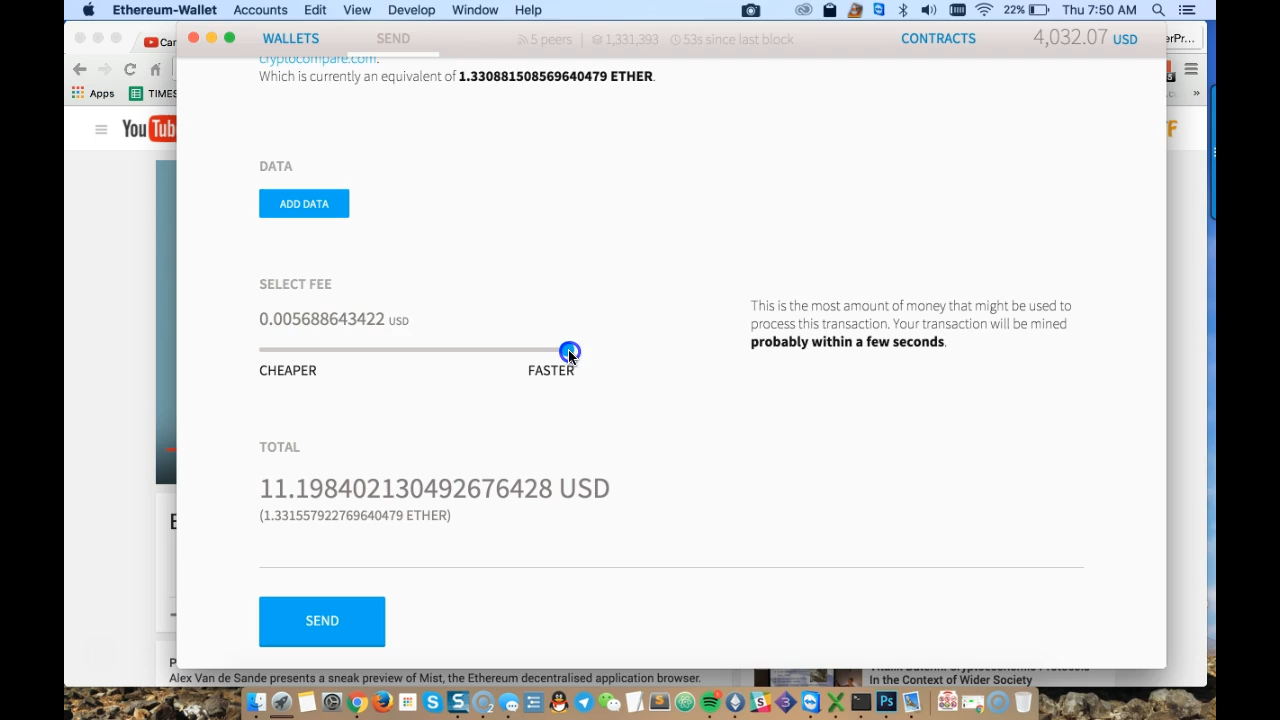 Ethereum-Wallet Accounts Edit View Develop Window Help 22% Thu 7:50 AM
Car
WALLETS SEND 5 peers 1,331,393 53s since last block CONTRACTS 4,032.07 USD
erPr...
cryptocompare.com.
Which is currently an equivalent of 1.330881508569640479 ETHER.
Apps TIMES »
YouTub
DATA
ADD DATA
SELECT FEE
0.005688643422 USD
CHEAPER FASTER
This is the most amount of money that might be used to
process this transaction. Your transaction will be mined
probably within a few seconds.
TOTAL
11.198402130492676428 USD
(1.331557922769640479 ETHER)
SEND
Alex Van de Sande presents a sneak preview of Mist, the Ethereum decentralised application browser.
In the Context of Wider Society